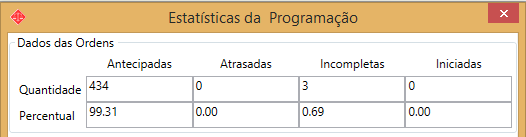 Estatísticas da Programação
Dados das Ordens
Antecipadas Atrasadas Incompletas Iniciadas
Quantidade 434 0 3 0
Percentual 99.31 0.00 0.69 0.00